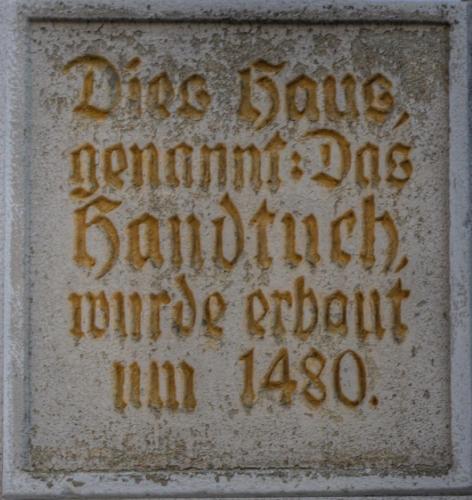 Dies Haus,
genannt: Das
Handtuch,
wurde erbaut
um 1480.